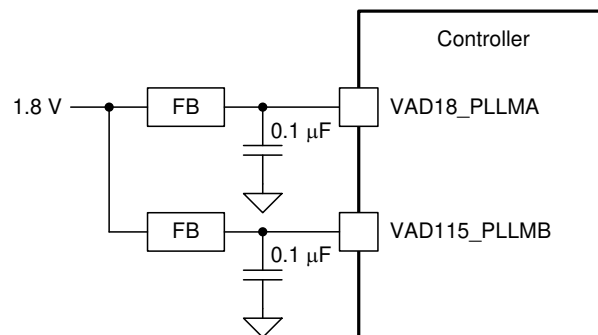 Controller
1.8 V
FB
VAD18_PLLMA
0.1 μF
FB
VAD115_PLLMB
0.1 μF